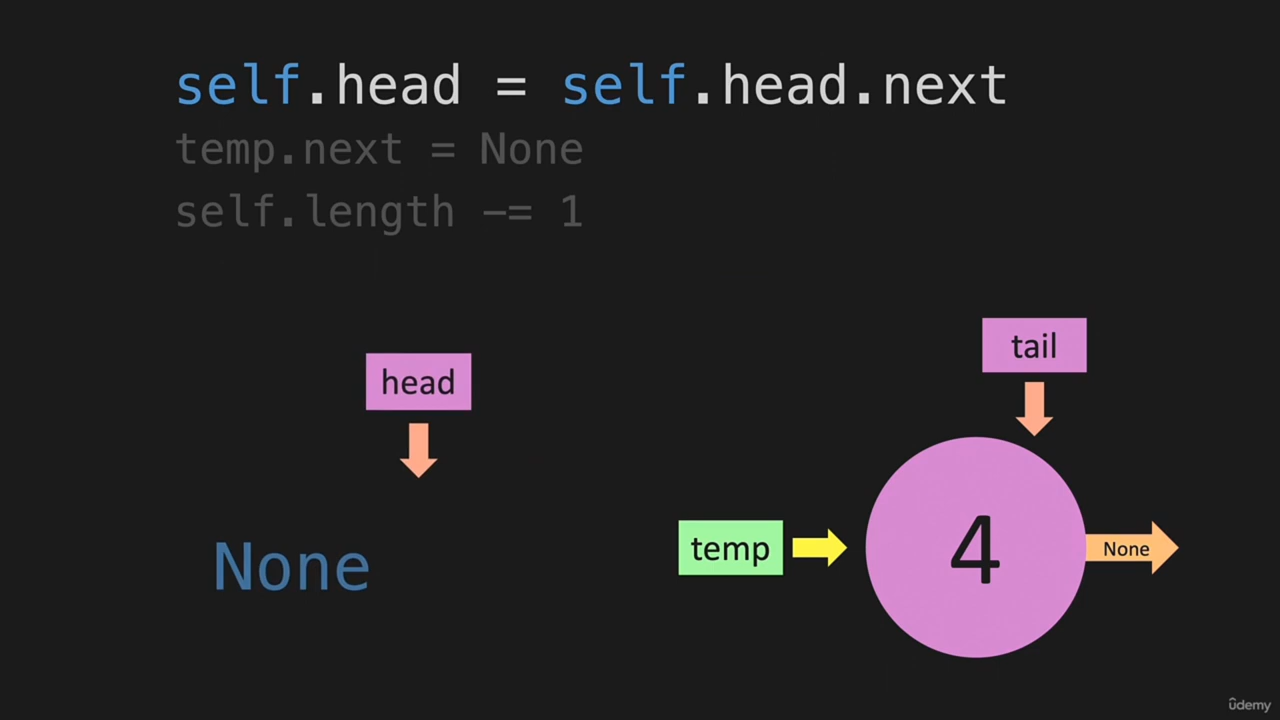 self.head = self.head.next
temp.next = None
self.length -= 1
tail
head
temp
4
None
None
ûdemy